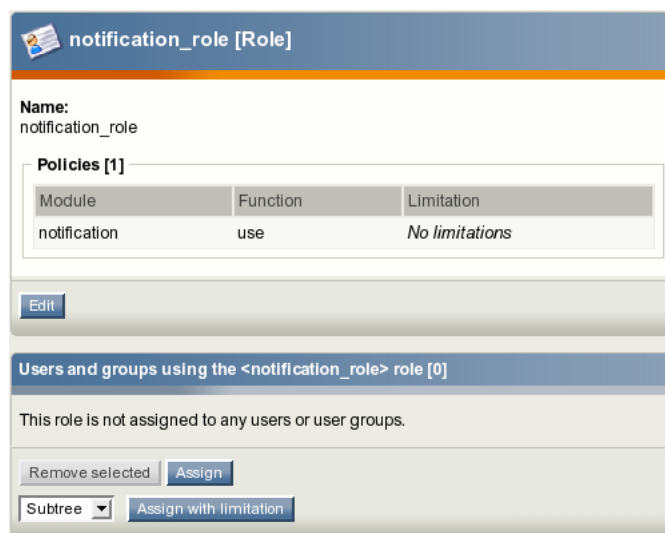 notification_role [Role]
Name:
notification_role
Policies [1]
Module Function Limitation
notification use No limitations
Edit
Users and groups using the <notification_role> role [0]
This role is not assigned to any users or user groups.
Remove selected Assign
Subtree Assign with limitation